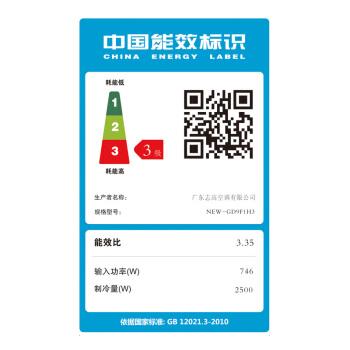 中国能效标识
CHINA ENERGY LABEL
耗能低
1
2
3
3级
耗能高
生产者名称: 广东志高空调有限公司
规格型号: NEW-GD9F1H3
能效比 3.35
输入功率(W) 746
制冷量(W) 2500
依据国家标准: GB 12021.3-2010